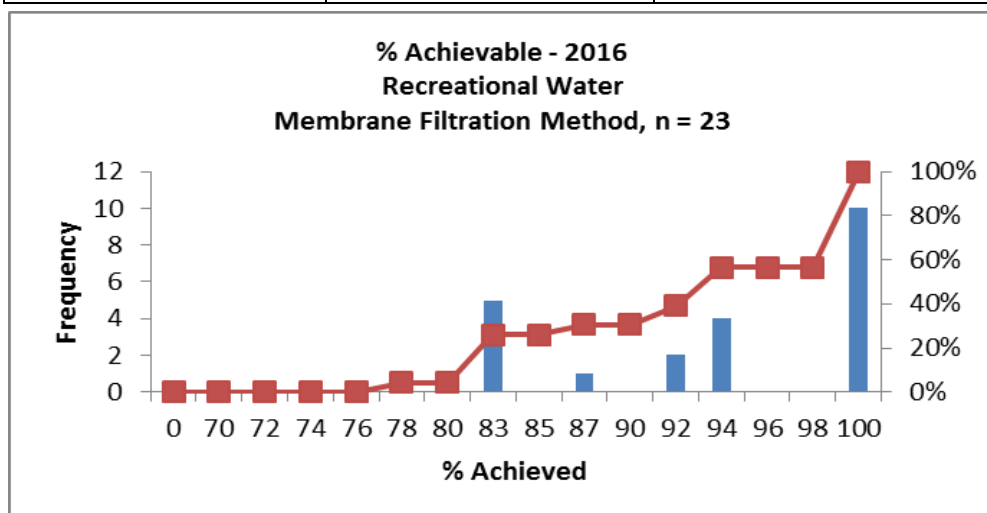 % Achievable - 2016
Recreational Water
Membrane Filtration Method, n = 23
Frequency
12
10
8
6
4
2
0
100%
80%
60%
40%
20%
0%
0 70 72 74 76 78 80 83 85 87 90 92 94 96 98 100
% Achieved